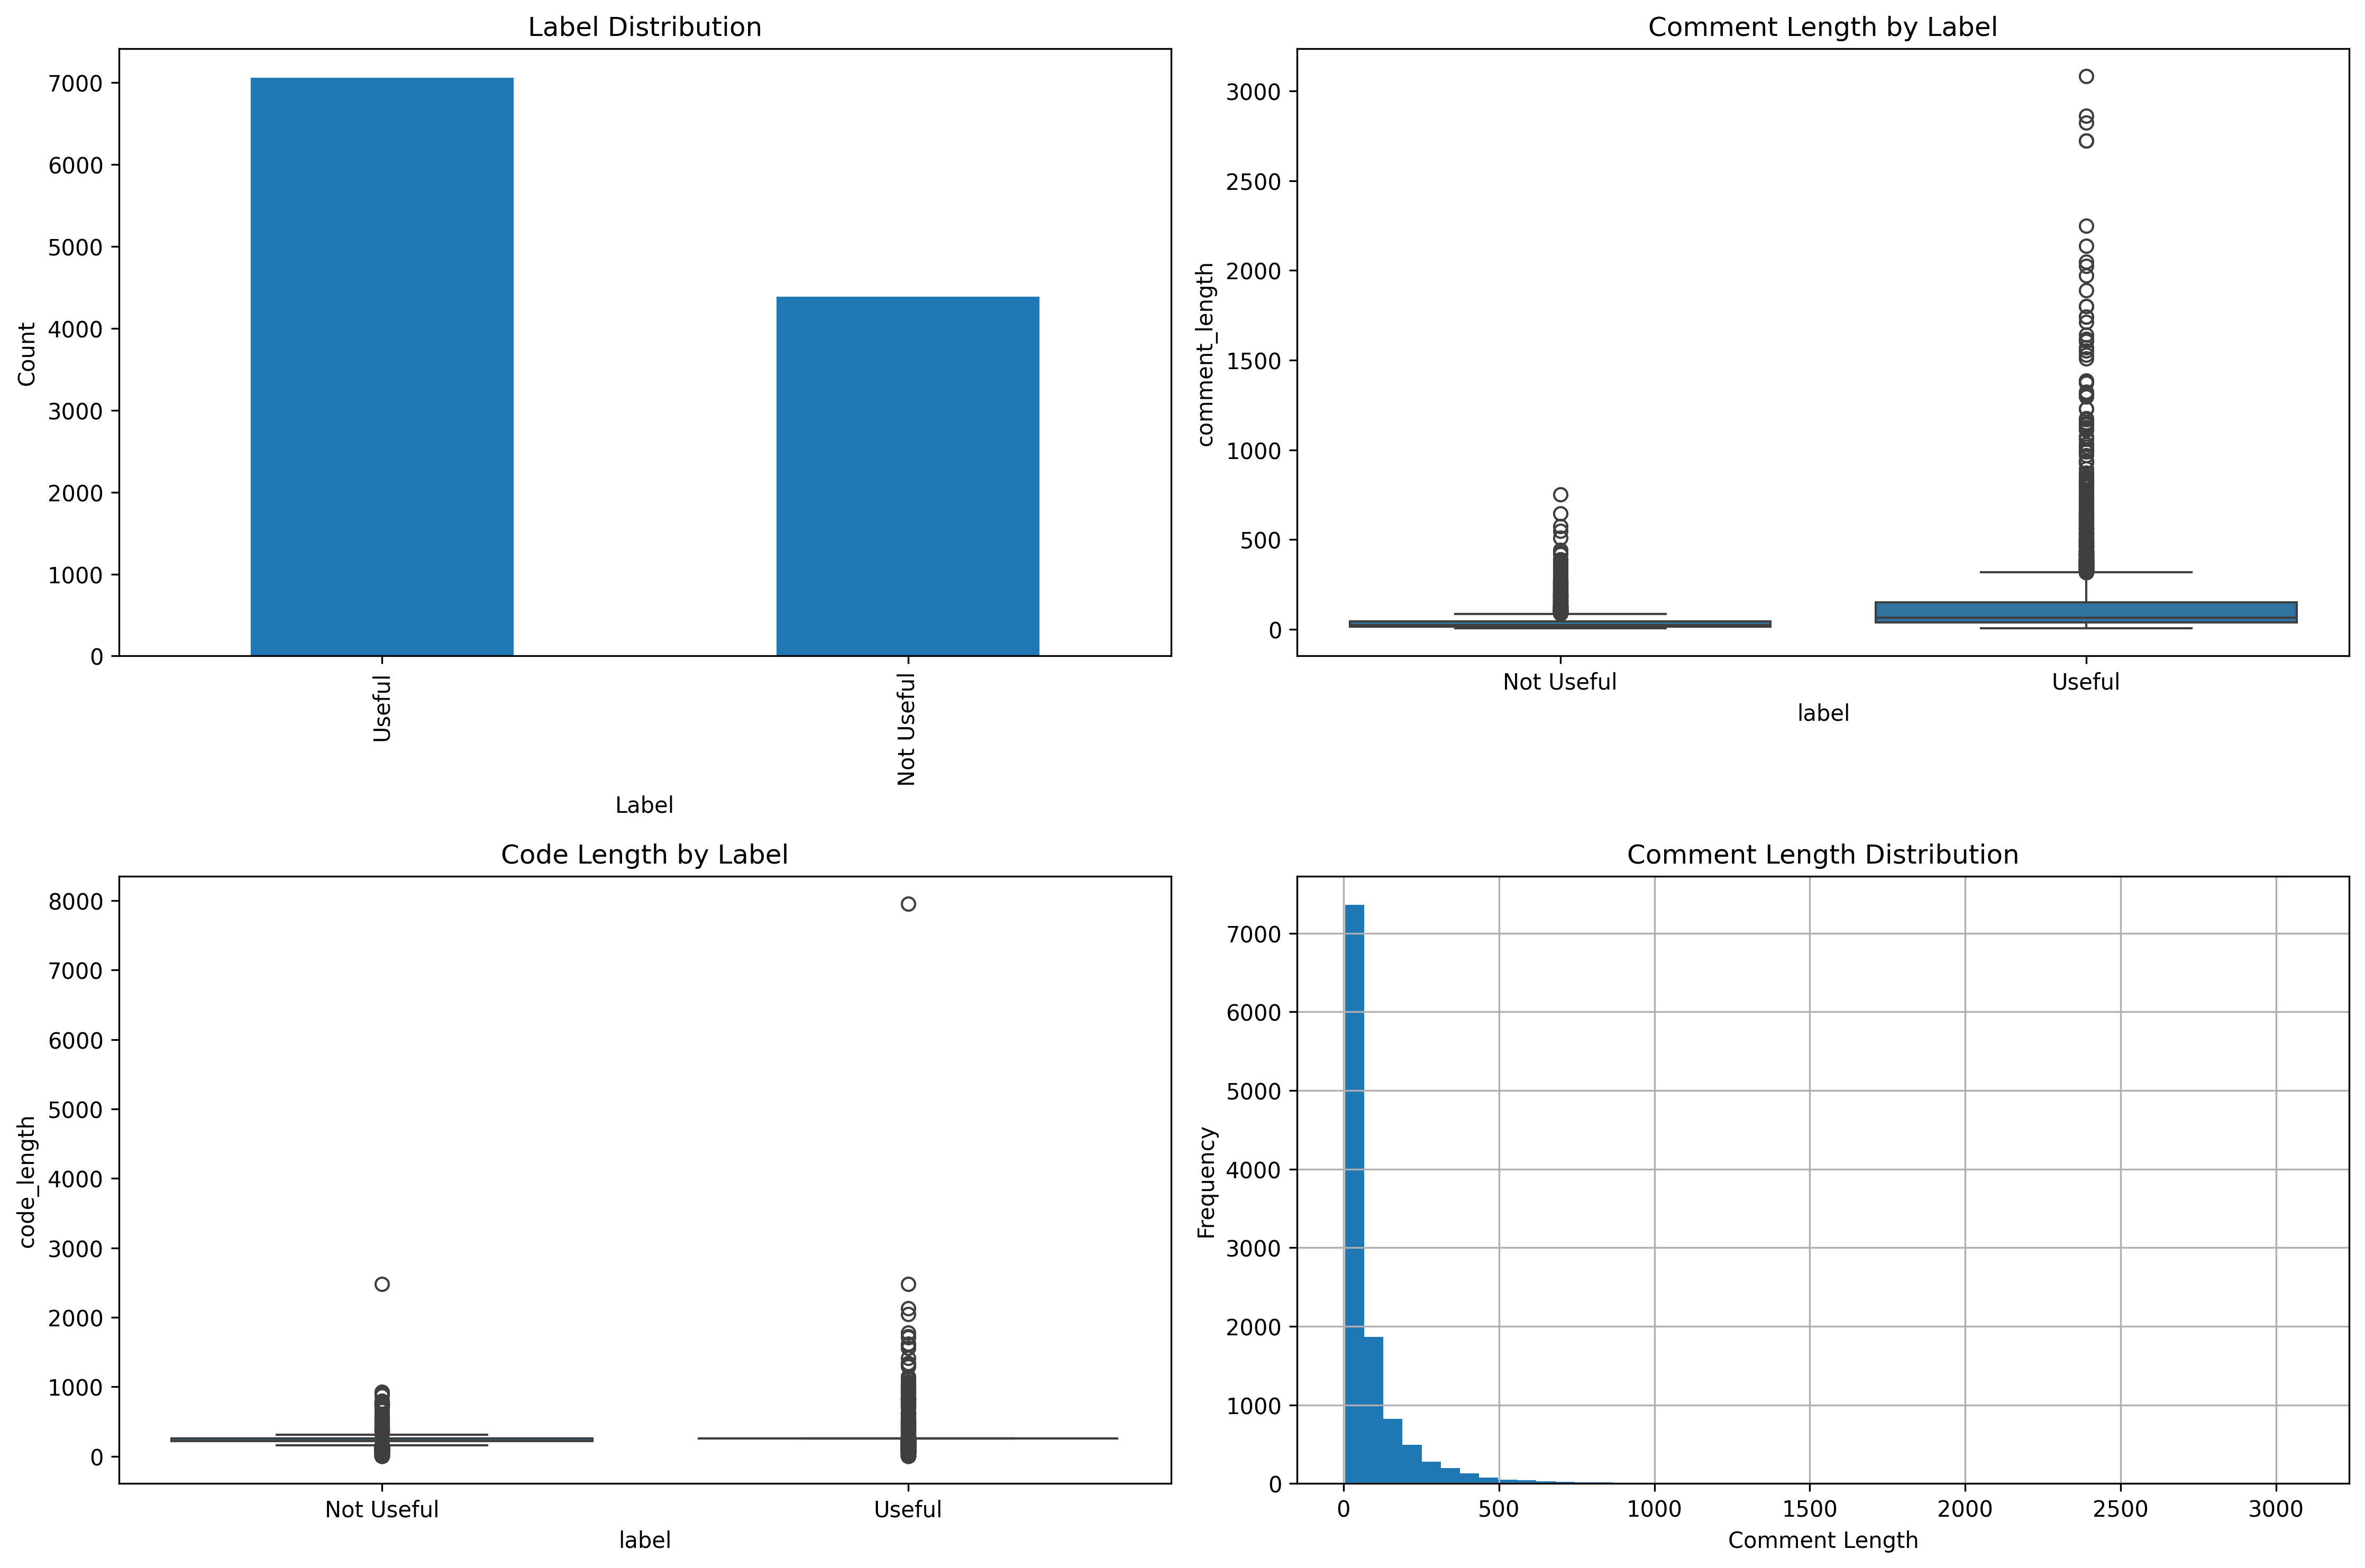 Label Distribution
7000
6000
5000
4000
3000
2000
1000
0
Count
Useful
Not Useful
Label
Comment Length by Label
3000
2500
2000
1500
1000
500
0
comment_length
Not Useful
Useful
label
Code Length by Label
8000
7000
6000
5000
4000
3000
2000
1000
0
code_length
Not Useful
Useful
label
Comment Length Distribution
7000
6000
5000
4000
3000
2000
1000
0
Frequency
0
500
1000
1500
2000
2500
3000
Comment Length